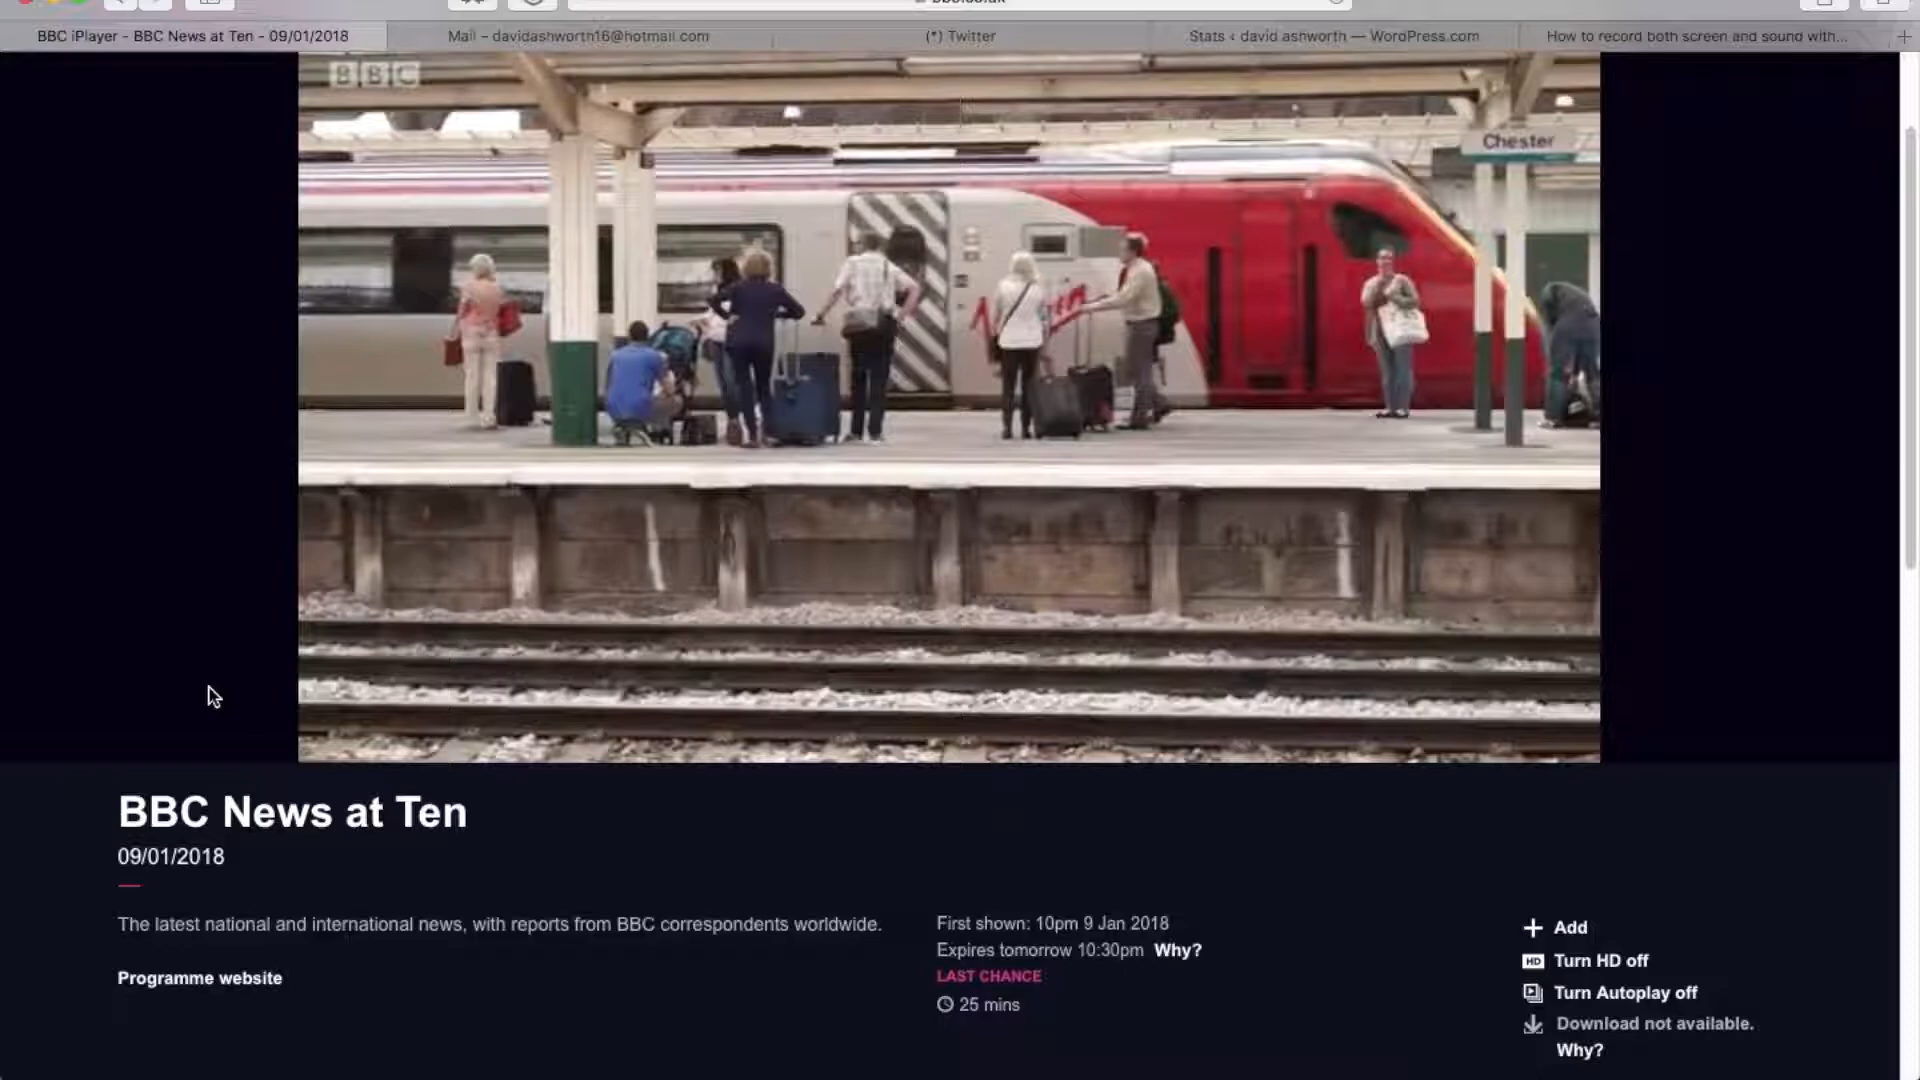 BBC iPlayer - BBC News at Ten - 09/01/2018
Mail - davidashworth16@hotmail.com
(*) Twitter
Stats ‹ david ashworth — WordPress.com
How to record both screen and sound with...
BBC
Chester
Virgin
BBC News at Ten
09/01/2018
The latest national and international news, with reports from BBC correspondents worldwide.
Programme website
First shown: 10pm 9 Jan 2018
Expires tomorrow 10:30pm Why?
LAST CHANCE
25 mins
Add
HD Turn HD off
Turn Autoplay off
Download not available.
Why?